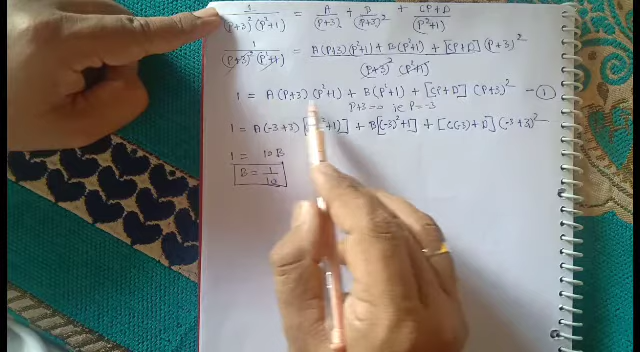 1/((P+3)²(P²+1)) = A/(P+3) + B/(P+3)² + CP+D/(P²+1)
1/((P+3)²(P²+1)) = A(P+3)(P²+1) + B(P²+1) + [CP+D](P+3)²/((P+3)²(P²+1))
1 = A(P+3)(P²+1) + B(P²+1) + [CP+D](P+3)² — ①
P+3=0 ie P=-3
1 = A(-3+3)[ ²+1)] + B[(-3)²+1] + [C(-3)+D](-3+3)²
1 = 10B
B = 1/10